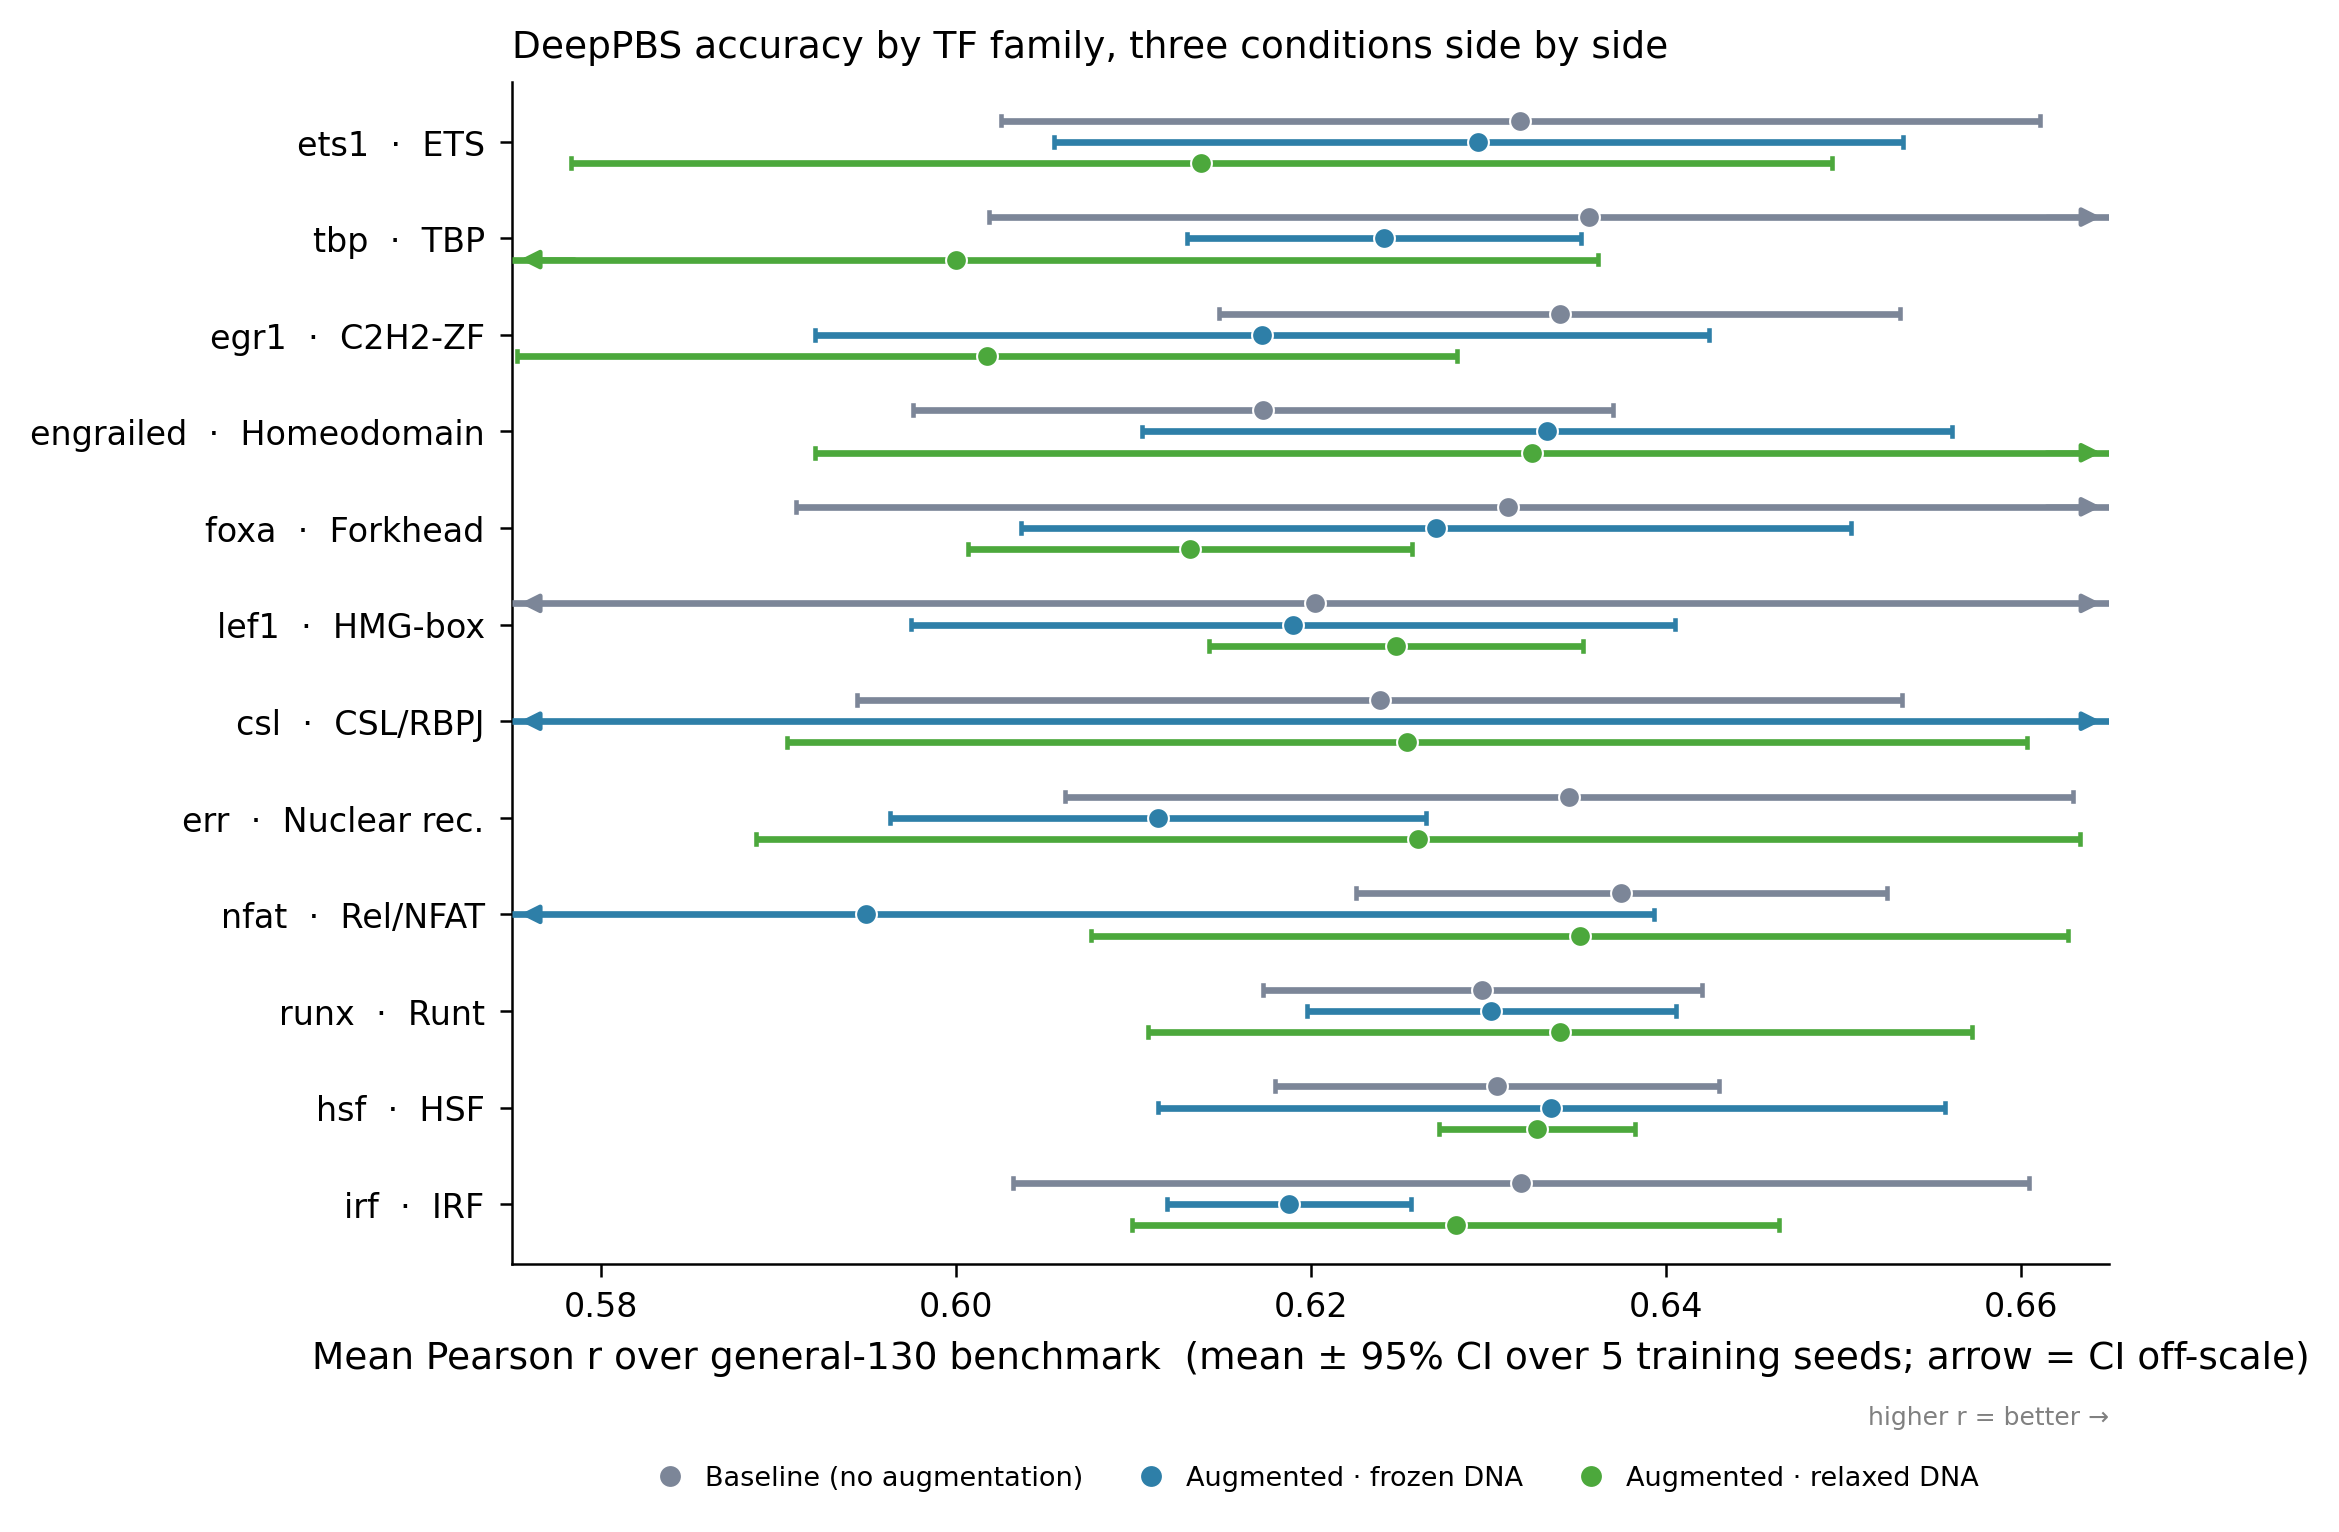 DeepPBS accuracy by TF family, three conditions side by side
ets1 · ETS
tbp · TBP
egr1 · C2H2-ZF
engrailed · Homeodomain
foxa · Forkhead
lef1 · HMG-box
csl · CSL/RBPJ
err · Nuclear rec.
nfat · Rel/NFAT
runx · Runt
hsf · HSF
irf · IRF
0.58 0.60 0.62 0.64 0.66
Mean Pearson r over general-130 benchmark (mean ± 95% CI over 5 training seeds; arrow = CI off-scale)
higher r = better →
Baseline (no augmentation) Augmented · frozen DNA Augmented · relaxed DNA